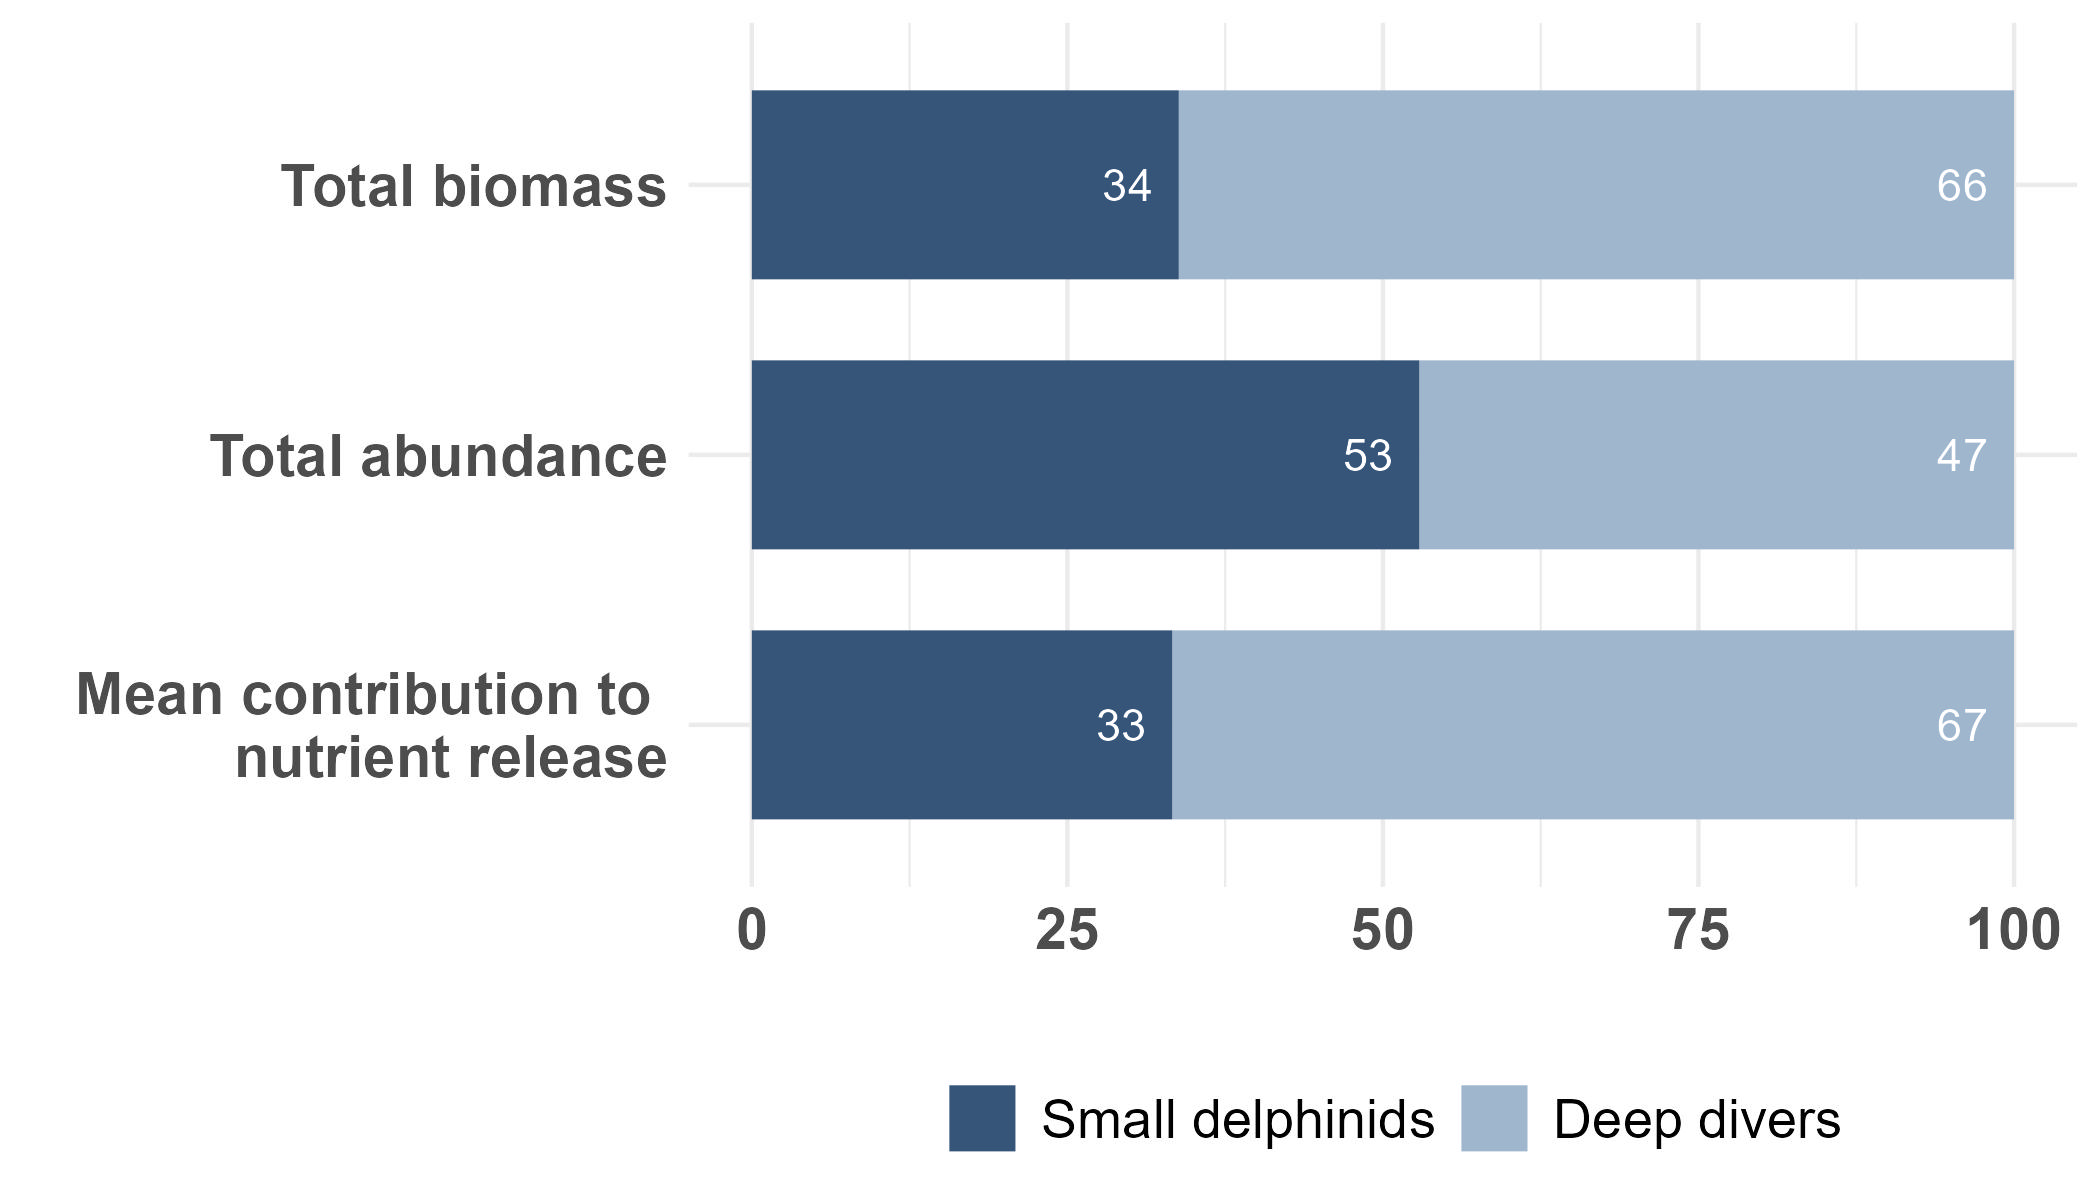 Total biomass
34
66
Total abundance
53
47
Mean contribution to
nutrient release
33
67
0 25 50 75 100
Small delphinids Deep divers